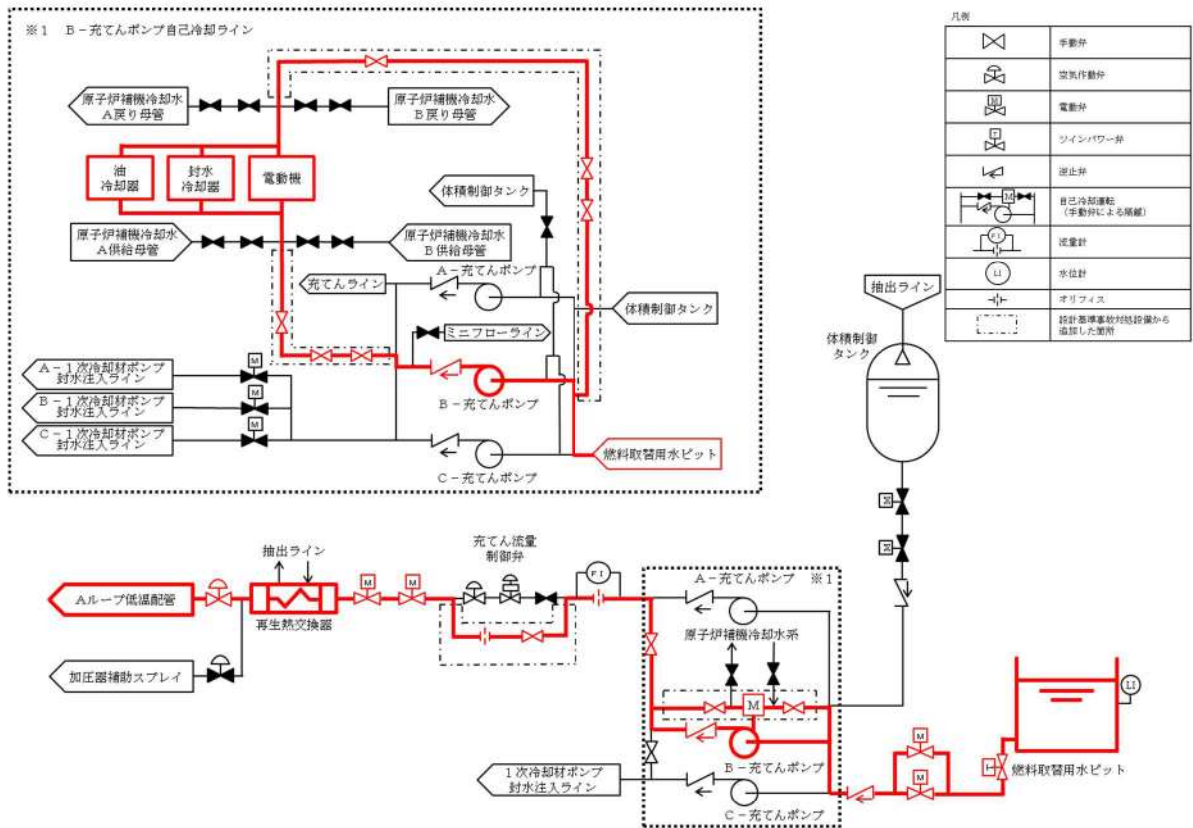 ※1 B-充てんポンプ自己冷却ライン
原子炉補機冷却水
A戻り母管
原子炉補機冷却水
B戻り母管
油
冷却器
封水
冷却器
電動機
体積制御タンク
原子炉補機冷却水
A供給母管
原子炉補機冷却水
B供給母管
充てんライン
A-充てんポンプ
体積制御タンク
ミニフローライン
A-1次冷却材ポンプ
封水注入ライン
M
B-1次冷却材ポンプ
封水注入ライン
M
C-1次冷却材ポンプ
封水注入ライン
M
B-充てんポンプ
燃料取替用水ピット
C-充てんポンプ
凡例
手動弁
空気作動弁
M
電動弁
T
ツインパワー弁
逆止弁
M
自己冷却運転
(手動弁による隔離)
FI
流量計
LI
水位計
オリフィス
設計基準事故対処設備から
追加した箇所
抽出ライン
体積制御
タンク
M
M
抽出ライン
充てん流量
制御弁
FI
A-充てんポンプ ※1
Aループ低温配管
再生熱交換器
M
M
原子炉補機冷却水系
加圧器補助スプレイ
M
B-充てんポンプ
1次冷却材ポンプ
封水注入ライン
C-充てんポンプ
M
M
LI
燃料取替用水ピット